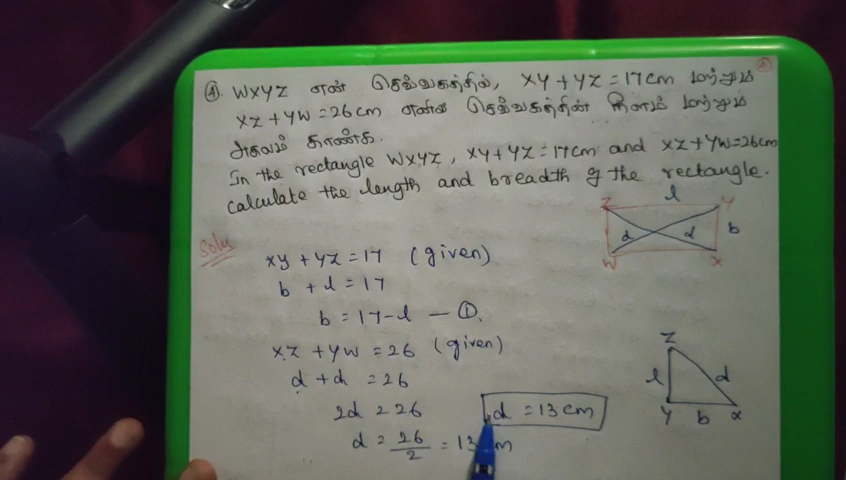 ④ WXYZ என் செவ்வகத்தில், XY + YZ = 17 cm மற்றும்
XZ + YW = 26 cm எனில் செவ்வகத்தின் நீளம் மற்றும்
அகலம் காண்க.
In the rectangle WXYZ, XY+YZ=17cm and XZ+YW=26cm
calculate the length and breadth of the rectangle.
Z l Y
d d b
W X
Solu
XY + YZ = 17 (given)
b + l = 17
b = 17 - l — ①.
XZ + YW = 26 (given)
d + d = 26
2d = 26
d = 26/2 = 13 cm
d = 13 cm
Z
l d
Y b X